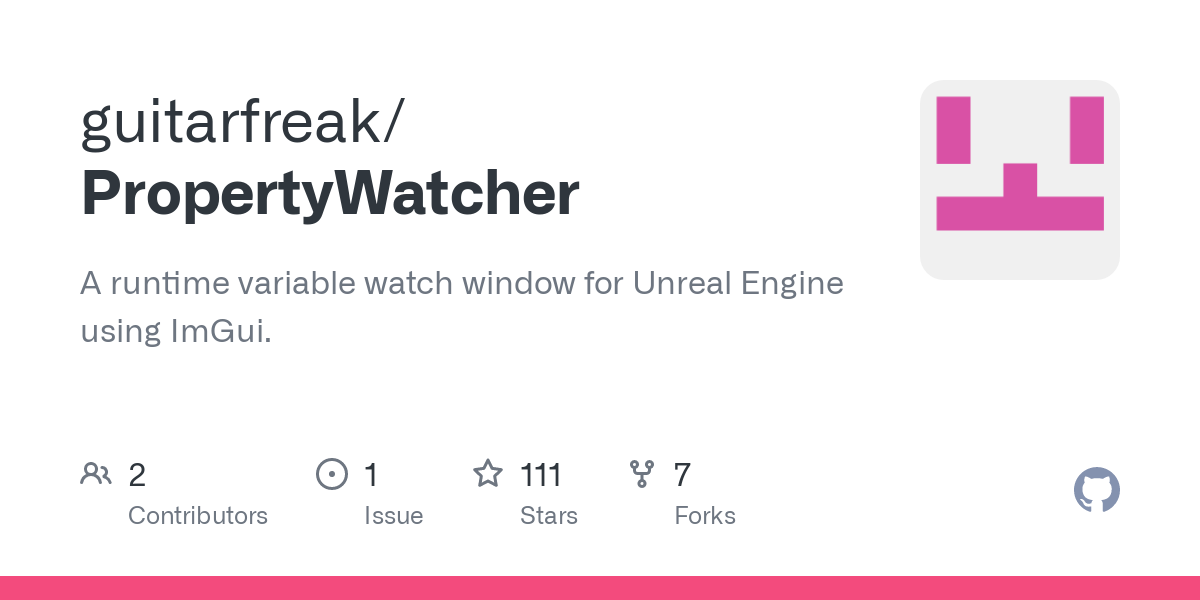 guitarfreak/
PropertyWatcher
A runtime variable watch window for Unreal Engine
using ImGui.
2 1 111 7
Contributors Issue Stars Forks